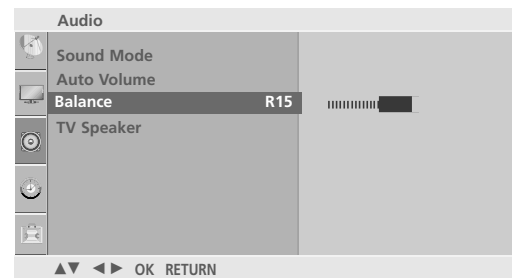 Audio
Sound Mode
Auto Volume
Balance R15
TV Speaker
▲▼ ◄► OK RETURN